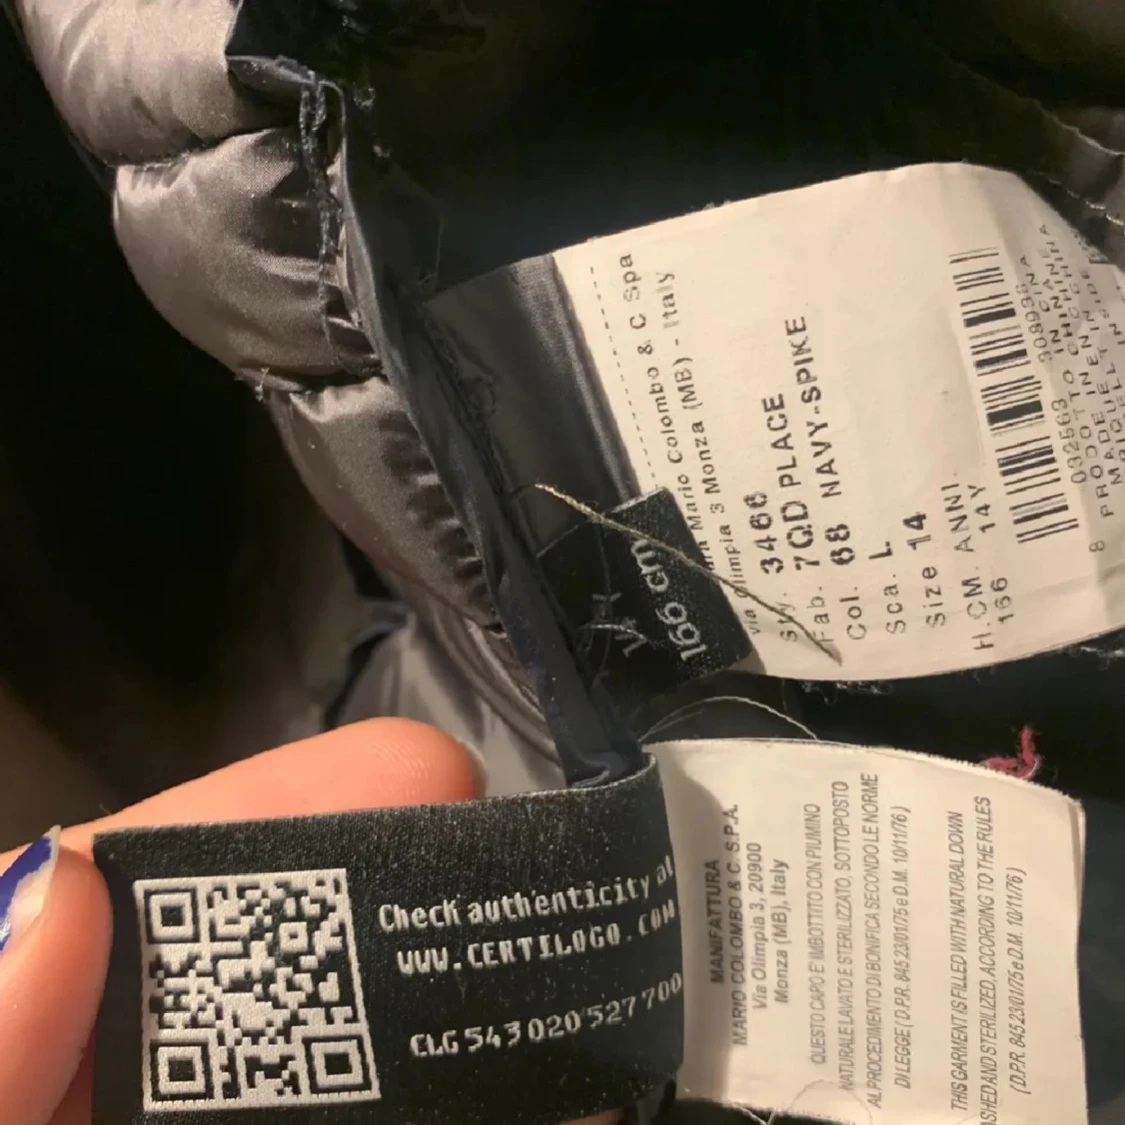 Mario Colombo & C Spa
Olimpia 3 Monza (MB) - Italy
Sty. 3466
Fab. 7QD PLACE
Col. 68 NAVY-SPIKE
Sca. L
Size 14
H.CM. ANNI
166 14Y
166 cm
Check authenticity at
WWW.CERTILOGO.COM
CLG 543 020 527 700
MANIFATTURA
MARIO COLOMBO & C. S.P.A.
Via Olimpia 3, 20900
Monza (MB), Italy
QUESTO CAPO E IMBOTTITO CON PIUMINO
NATURALE LAVATO E STERILIZZATO, SOTTOPOSTO
AL PROCEDIMENTO DI BONIFICA SECONDO LE NORME
DI LEGGE ( D.P.R. 845 23/01/75 e D.M. 10/11/76 )
THIS GARMENT IS FILLED WITH NATURAL DOWN
AND STERILIZED, ACCORDING TO THE RULES
( D.P.R. 845 23/01/75 e D.M. 10/11/76 )